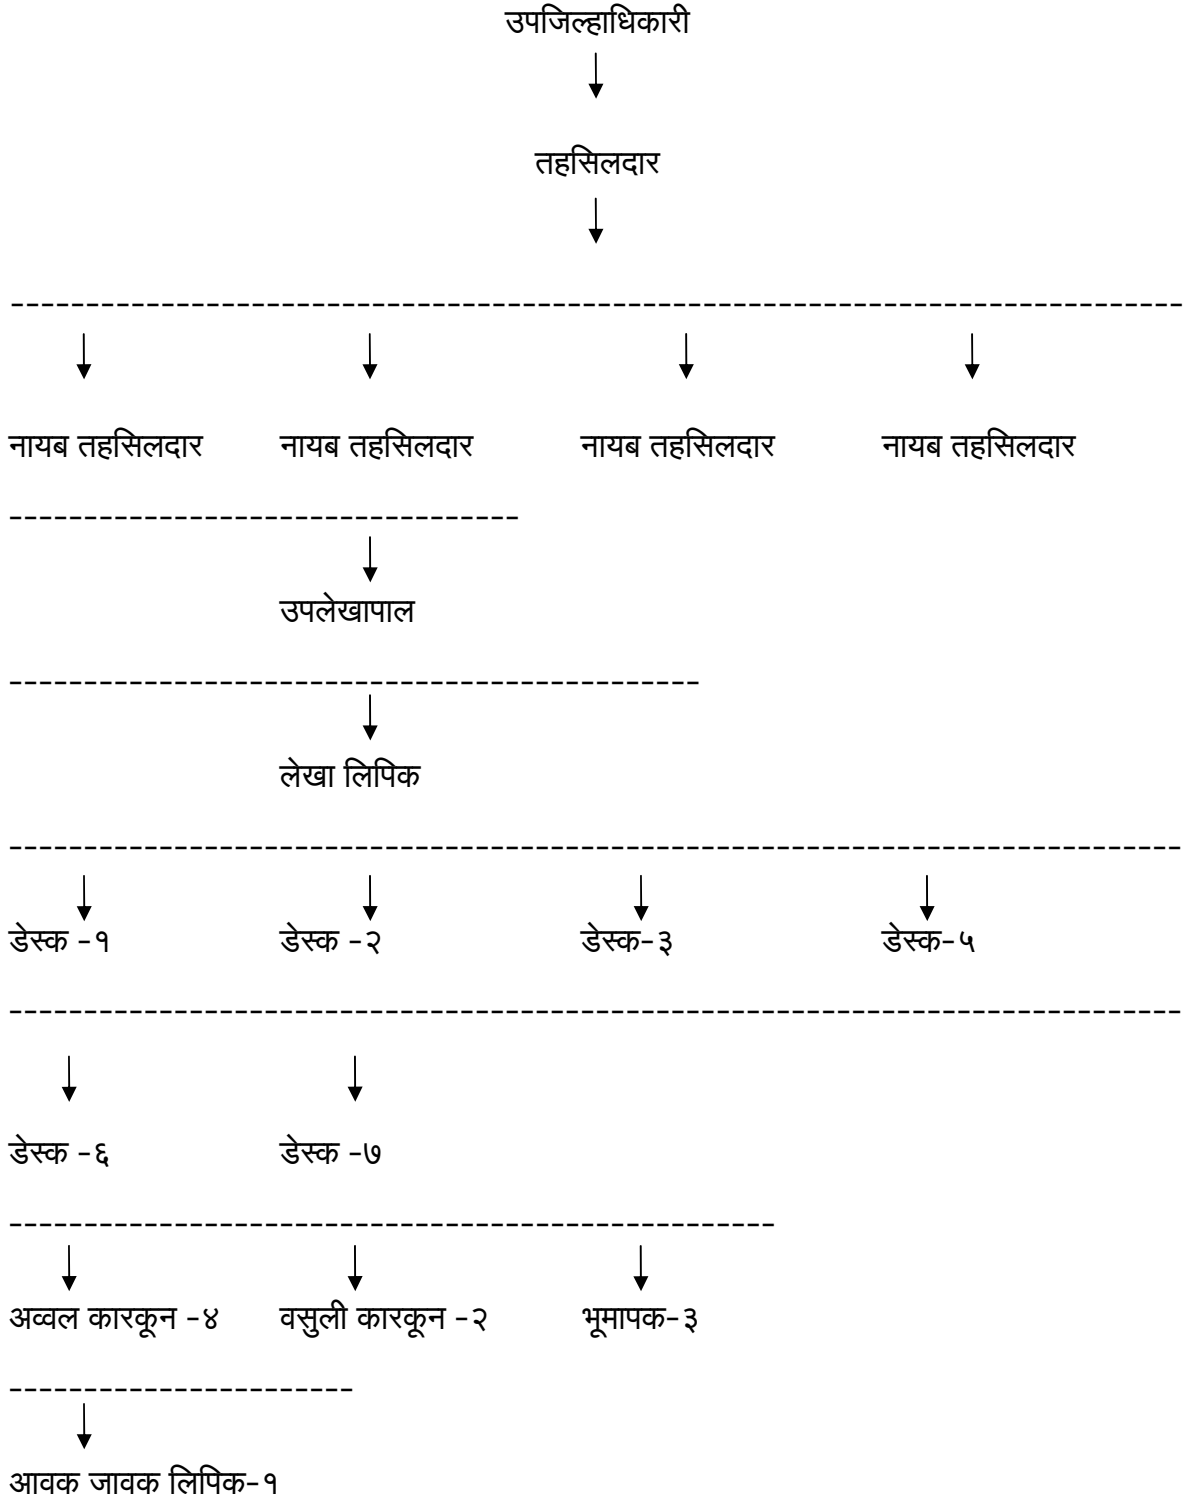 उपजिल्हाधिकारी
तहसिलदार
नायब तहसिलदार नायब तहसिलदार नायब तहसिलदार नायब तहसिलदार
उपलेखापाल
लेखा लिपिक
डेस्क -१ डेस्क -२ डेस्क-३ डेस्क-५
डेस्क -६ डेस्क -७
अव्वल कारकून -४ वसुली कारकून -२ भूमापक-३
आवक जावक लिपिक-१